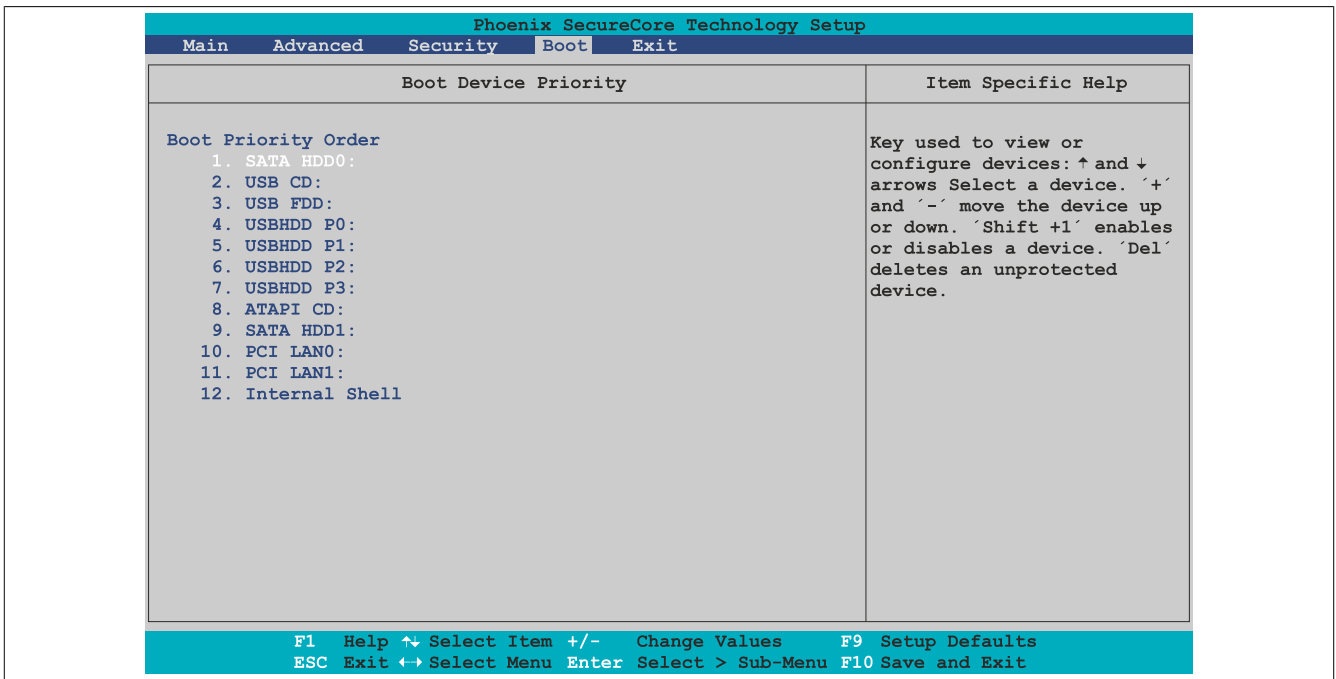 Phoenix SecureCore Technology Setup
Main Advanced Security Boot Exit
Boot Device Priority
Item Specific Help
Boot Priority Order
1. SATA HDD0:
2. USB CD:
3. USB FDD:
4. USBHDD P0:
5. USBHDD P1:
6. USBHDD P2:
7. USBHDD P3:
8. ATAPI CD:
9. SATA HDD1:
10. PCI LAN0:
11. PCI LAN1:
12. Internal Shell
Key used to view or
configure devices: ↑ and ↓
arrows Select a device. ´+´
and ´-´ move the device up
or down. ´Shift +1´ enables
or disables a device. ´Del´
deletes an unprotected
device.
F1 Help ↑↓ Select Item +/- Change Values F9 Setup Defaults
ESC Exit ←→ Select Menu Enter Select > Sub-Menu F10 Save and Exit